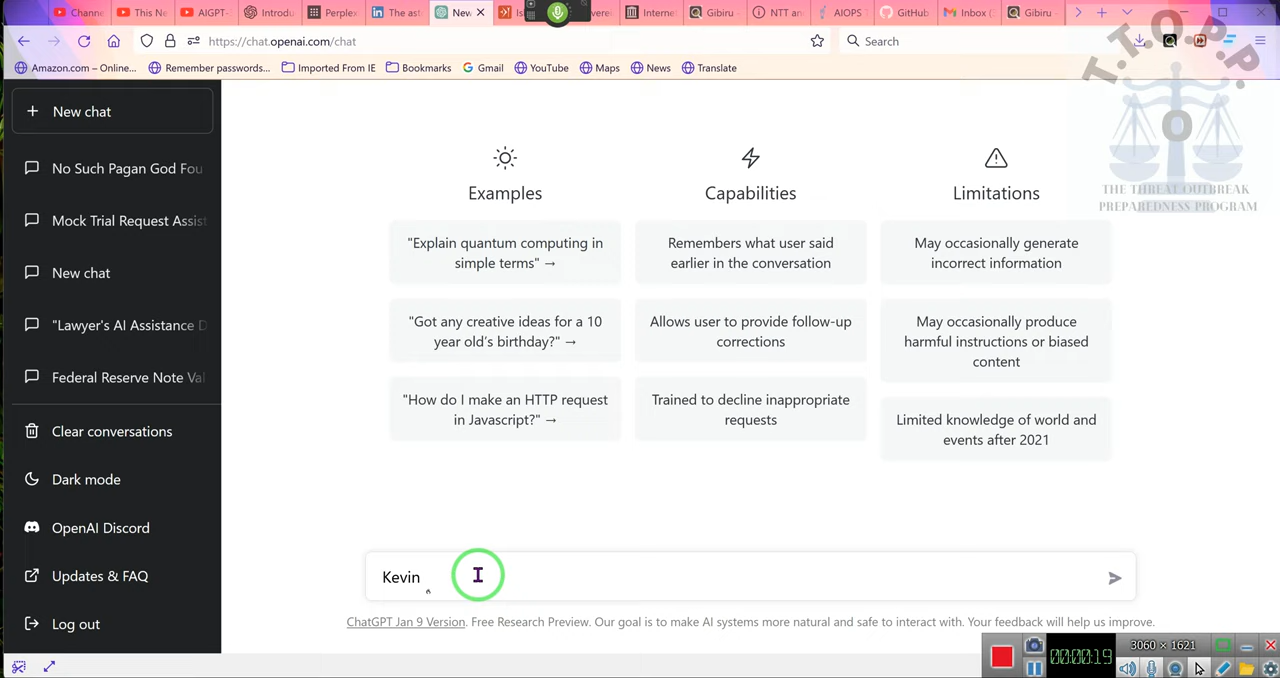 Channe
This Ne
AIGPT-
Introdu
Perplex
The ast
New
Is
vere
Internet
Gibiru -
NTT an
AIOPS T
GitHub
Inbox (
Gibiru -
https://chat.openai.com/chat
Search
Amazon.com – Online...
Remember passwords...
Imported From IE
Bookmarks
Gmail
YouTube
Maps
News
Translate
T.T.O.P.P.
O
THE THREAT OUTBREAK
PREPAREDNESS PROGRAM
New chat
No Such Pagan God Fou
Mock Trial Request Assist
New chat
"Lawyer's AI Assistance D
Federal Reserve Note Val
Clear conversations
Dark mode
OpenAI Discord
Updates & FAQ
Log out
Examples
"Explain quantum computing in
simple terms" →
"Got any creative ideas for a 10
year old's birthday?" →
"How do I make an HTTP request
in Javascript?" →
Capabilities
Remembers what user said
earlier in the conversation
Allows user to provide follow-up
corrections
Trained to decline inappropriate
requests
Limitations
May occasionally generate
incorrect information
May occasionally produce
harmful instructions or biased
content
Limited knowledge of world and
events after 2021
Kevin
ChatGPT Jan 9 Version. Free Research Preview. Our goal is to make AI systems more natural and safe to interact with. Your feedback will help us improve.
3060 × 1621
00:00:19